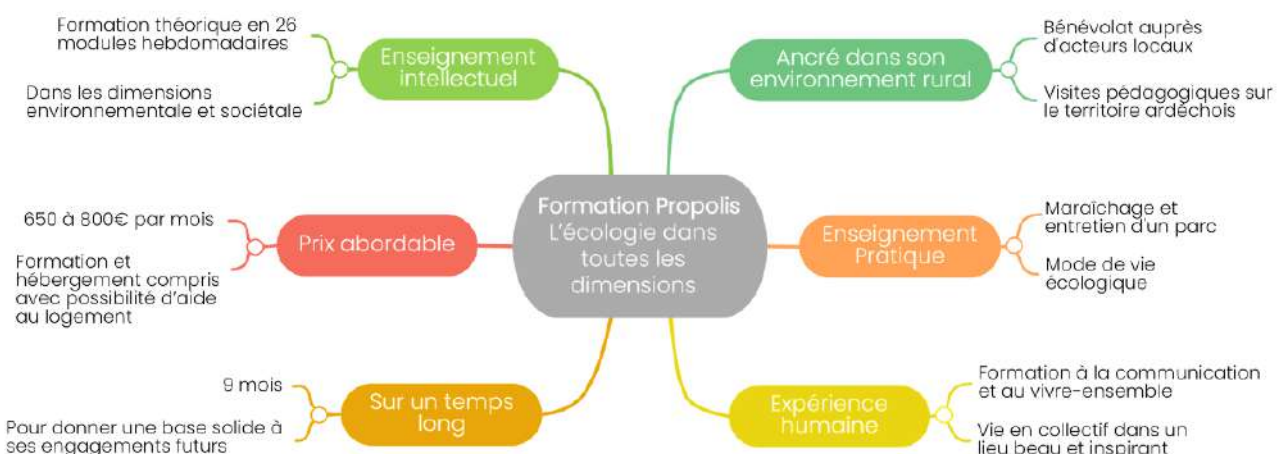 Formation théorique en 26
modules hebdomadaires
Dans les dimensions
environnementale et sociétale
Enseignement
intellectuel
Ancré dans son
environnement rural
Bénévolat auprès
d'acteurs locaux
Visites pédagogiques sur
le territoire ardéchois
650 à 800€ par mois
Formation et
hébergement compris
avec possibilité d'aide
au logement
Prix abordable
Formation Propolis
L'écologie dans
toutes les
dimensions
Enseignement
Pratique
Maraîchage et
entretien d'un parc
Mode de vie
écologique
9 mois
Pour donner une base solide à
ses engagements futurs
Sur un temps
long
Expérience
humaine
Formation à la communication
et au vivre-ensemble
Vie en collectif dans un
lieu beau et inspirant